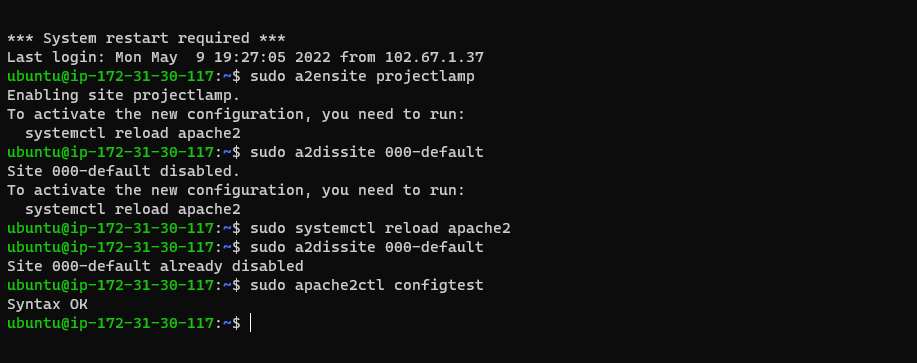 *** System restart required ***
Last login: Mon May  9 19:27:05 2022 from 102.67.1.37
ubuntu@ip-172-31-30-117:~$ sudo a2ensite projectlamp
Enabling site projectlamp.
To activate the new configuration, you need to run:
  systemctl reload apache2
ubuntu@ip-172-31-30-117:~$ sudo a2dissite 000-default
Site 000-default disabled.
To activate the new configuration, you need to run:
  systemctl reload apache2
ubuntu@ip-172-31-30-117:~$ sudo systemctl reload apache2
ubuntu@ip-172-31-30-117:~$ sudo a2dissite 000-default
Site 000-default already disabled
ubuntu@ip-172-31-30-117:~$ sudo apache2ctl configtest
Syntax OK
ubuntu@ip-172-31-30-117:~$